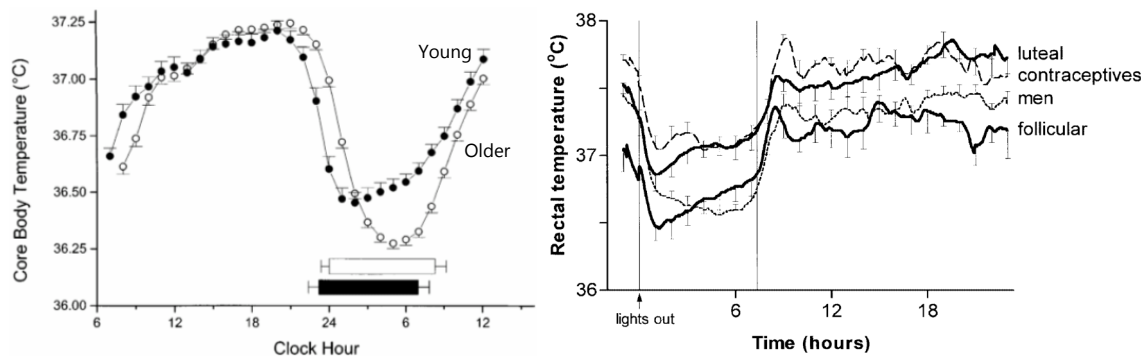 Core Body Temperature (°C)
37.25
37.00
36.75
36.50
36.25
36.00
Young
Older
6 12 18 24 6 12
Clock Hour
Rectal temperature (°C)
38
37
36
luteal
contraceptives
men
follicular
lights out
6 12 18
Time (hours)